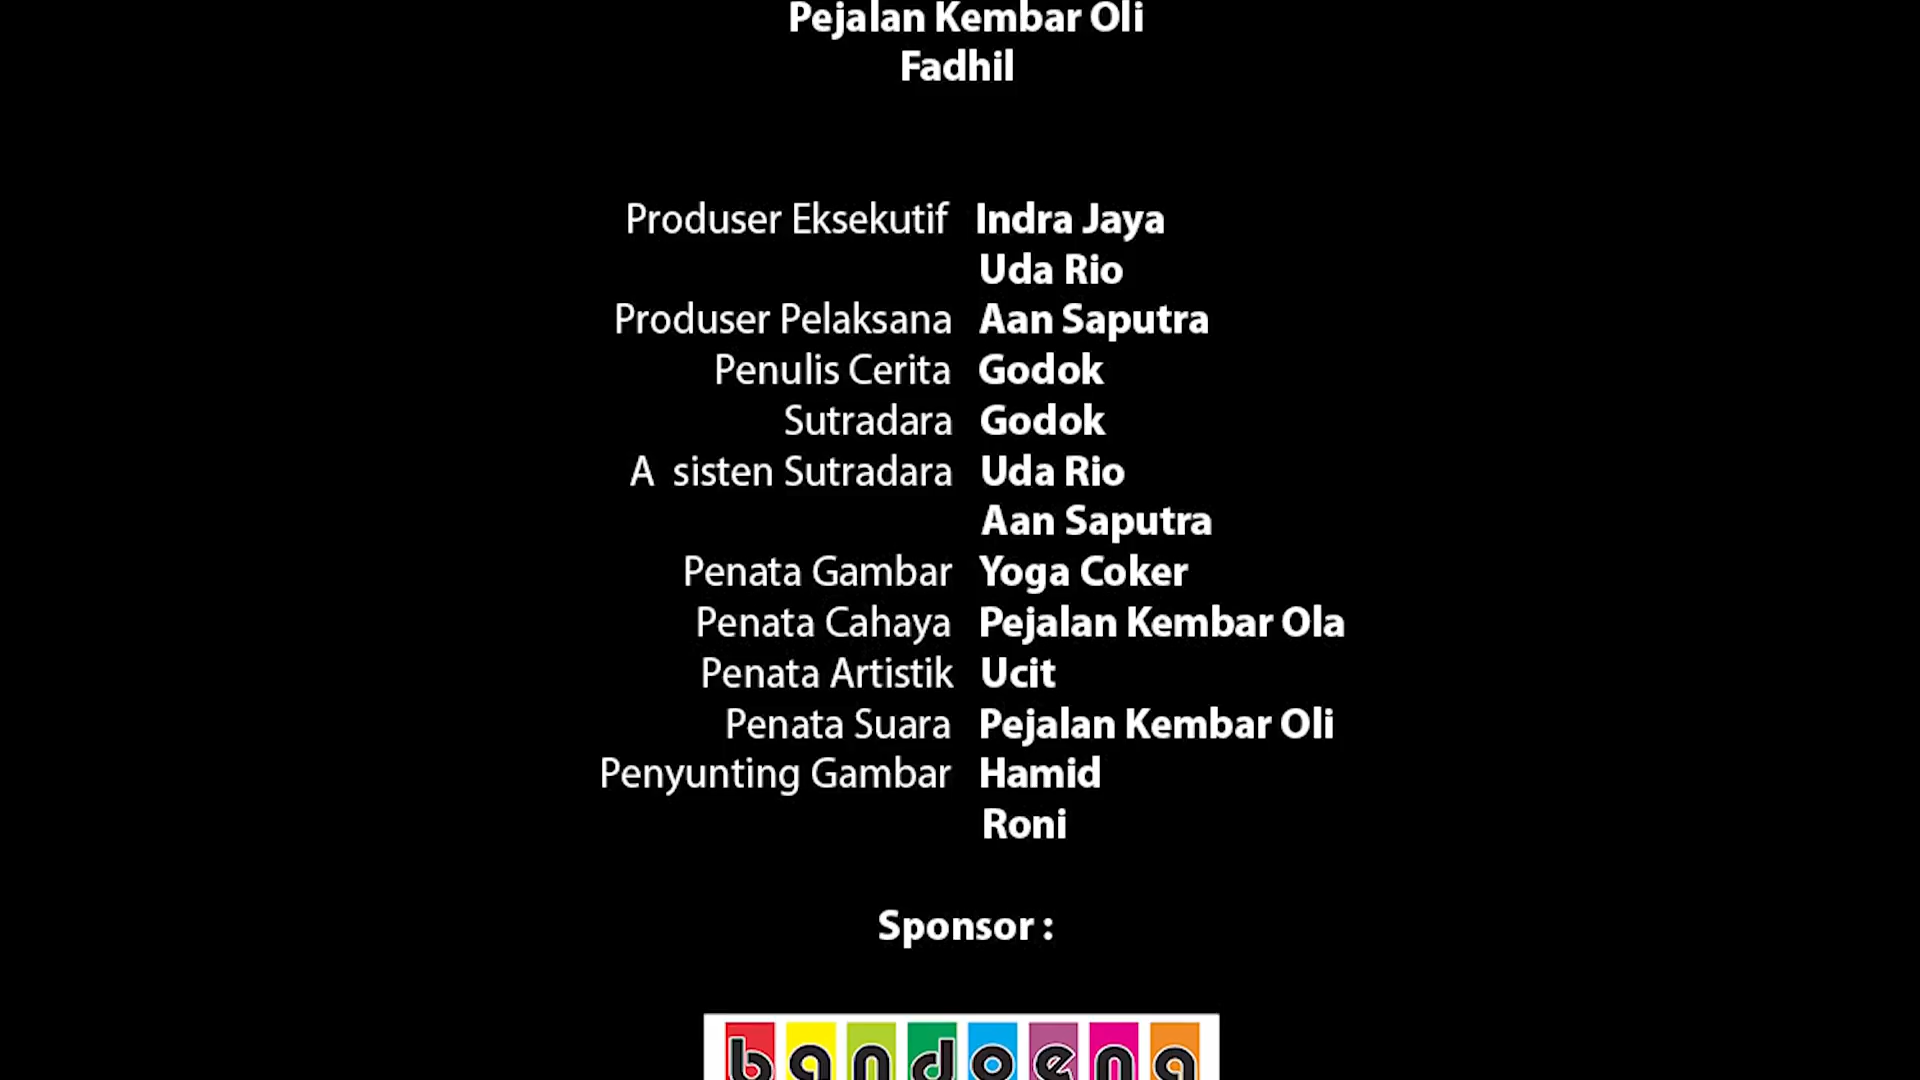 Pejalan Kembar Oli
Fadhil
Produser Eksekutif Indra Jaya
Uda Rio
Produser Pelaksana Aan Saputra
Penulis Cerita Godok
Sutradara Godok
A sisten Sutradara Uda Rio
Aan Saputra
Penata Gambar Yoga Coker
Penata Cahaya Pejalan Kembar Ola
Penata Artistik Ucit
Penata Suara Pejalan Kembar Oli
Penyunting Gambar Hamid
Roni
Sponsor :
bandoena